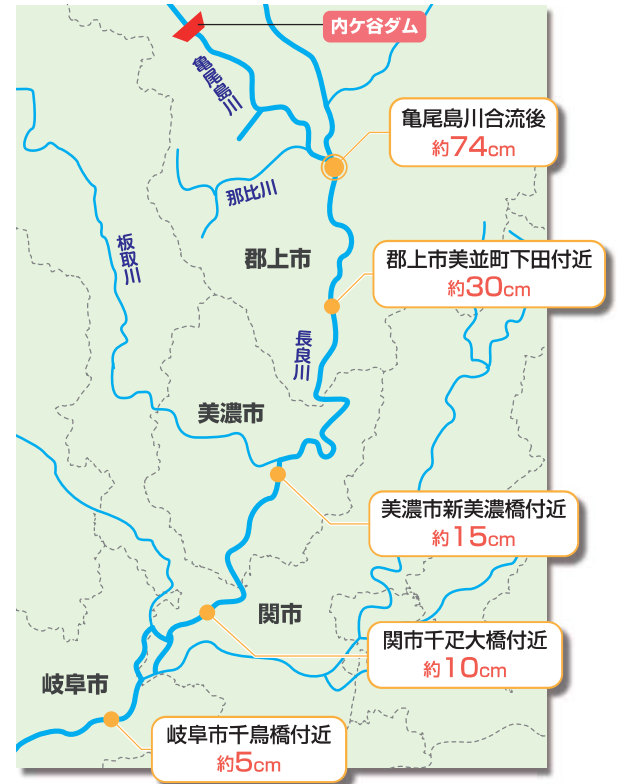 内ケ谷ダム
亀尾島川
亀尾島川合流後
約74cm
那比川
板取川
郡上市
郡上市美並町下田付近
約30cm
長良川
美濃市
美濃市新美濃橋付近
約15cm
関市
関市千疋大橋付近
約10cm
岐阜市
岐阜市千鳥橋付近
約5cm